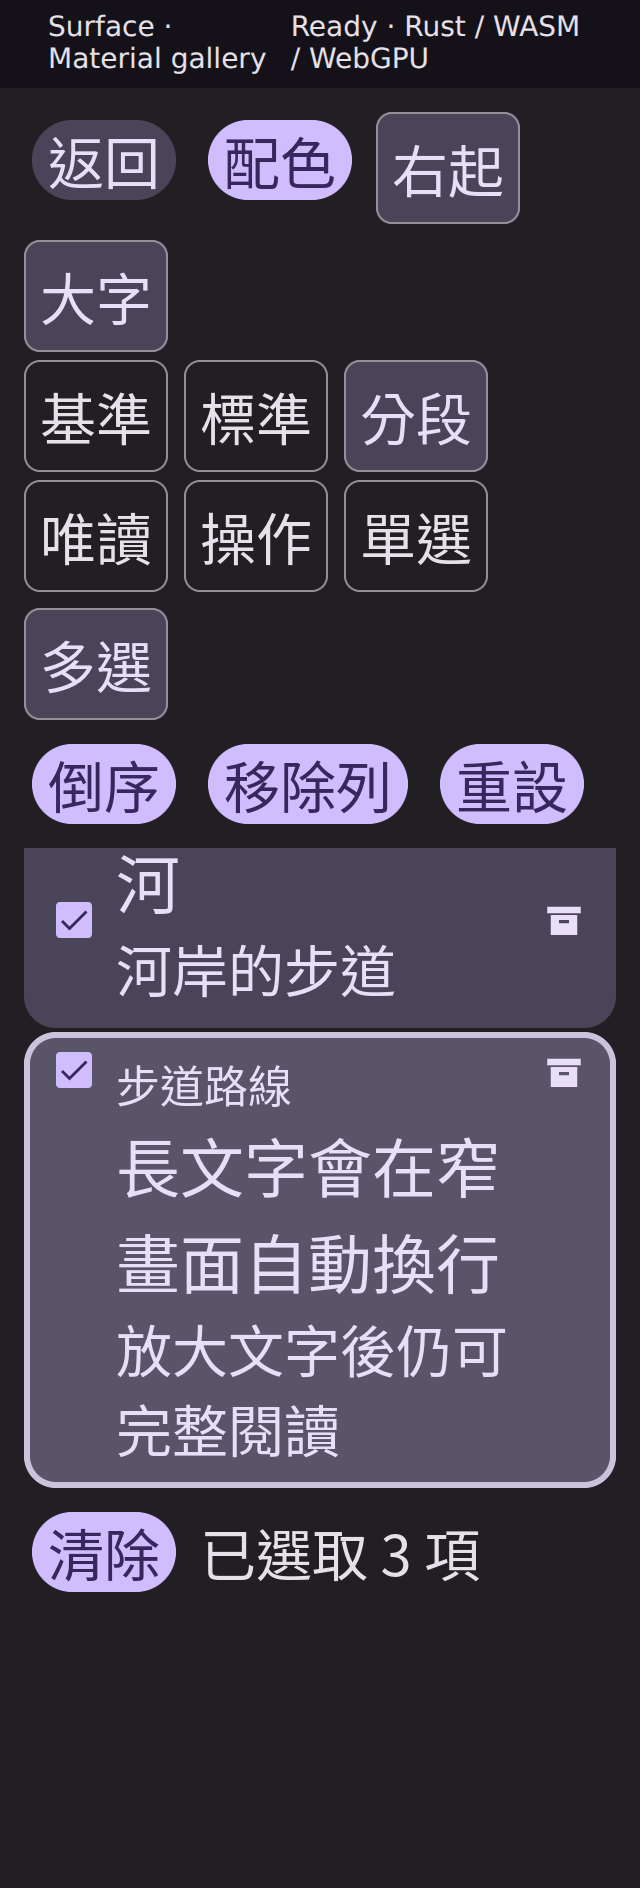 Surface ·
Material gallery
Ready · Rust / WASM
/ WebGPU
返回
配色
右起
大字
基準
標準
分段
唯讀
操作
單選
多選
倒序
移除列
重設
河
河岸的步道
步道路線
長文字會在窄
畫面自動換行
放大文字後仍可
完整閱讀
清除
已選取 3 項